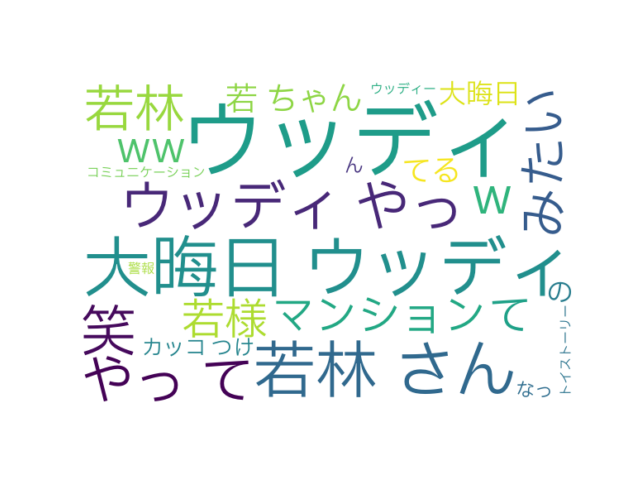 若林
若 ちゃん
ウッディー
大晦日
ww
ウッディ
みたい
コミュニケーション
ん
てる
ウッディ やっ
w
大晦日 ウッディ
警報
の
笑
若様
マンション て
カッコ つけ
トイストーリー
やっ て
若林 さん
なっ